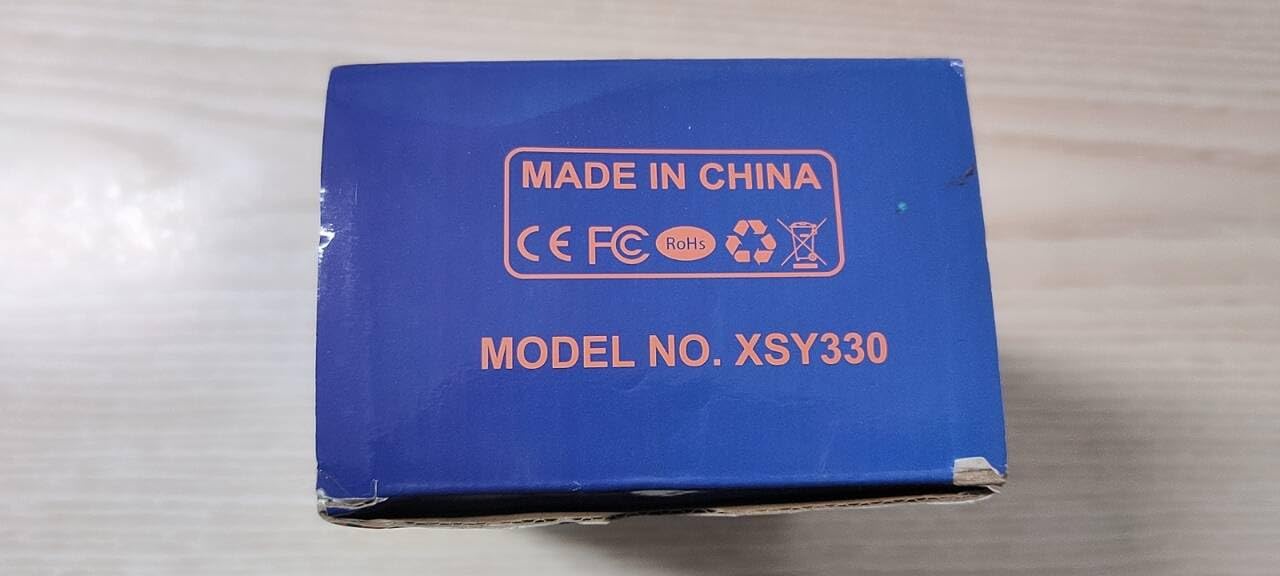 MADE IN CHINA
CE FC RoHS
MODEL NO. XSY330